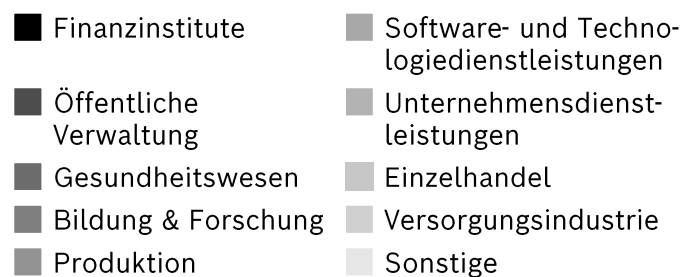 Finanzinstitute
Öffentliche
Verwaltung
Gesundheitswesen
Bildung & Forschung
Produktion
Software- und Techno-
logiedienstleistungen
Unternehmensdienst-
leistungen
Einzelhandel
Versorgungsindustrie
Sonstige